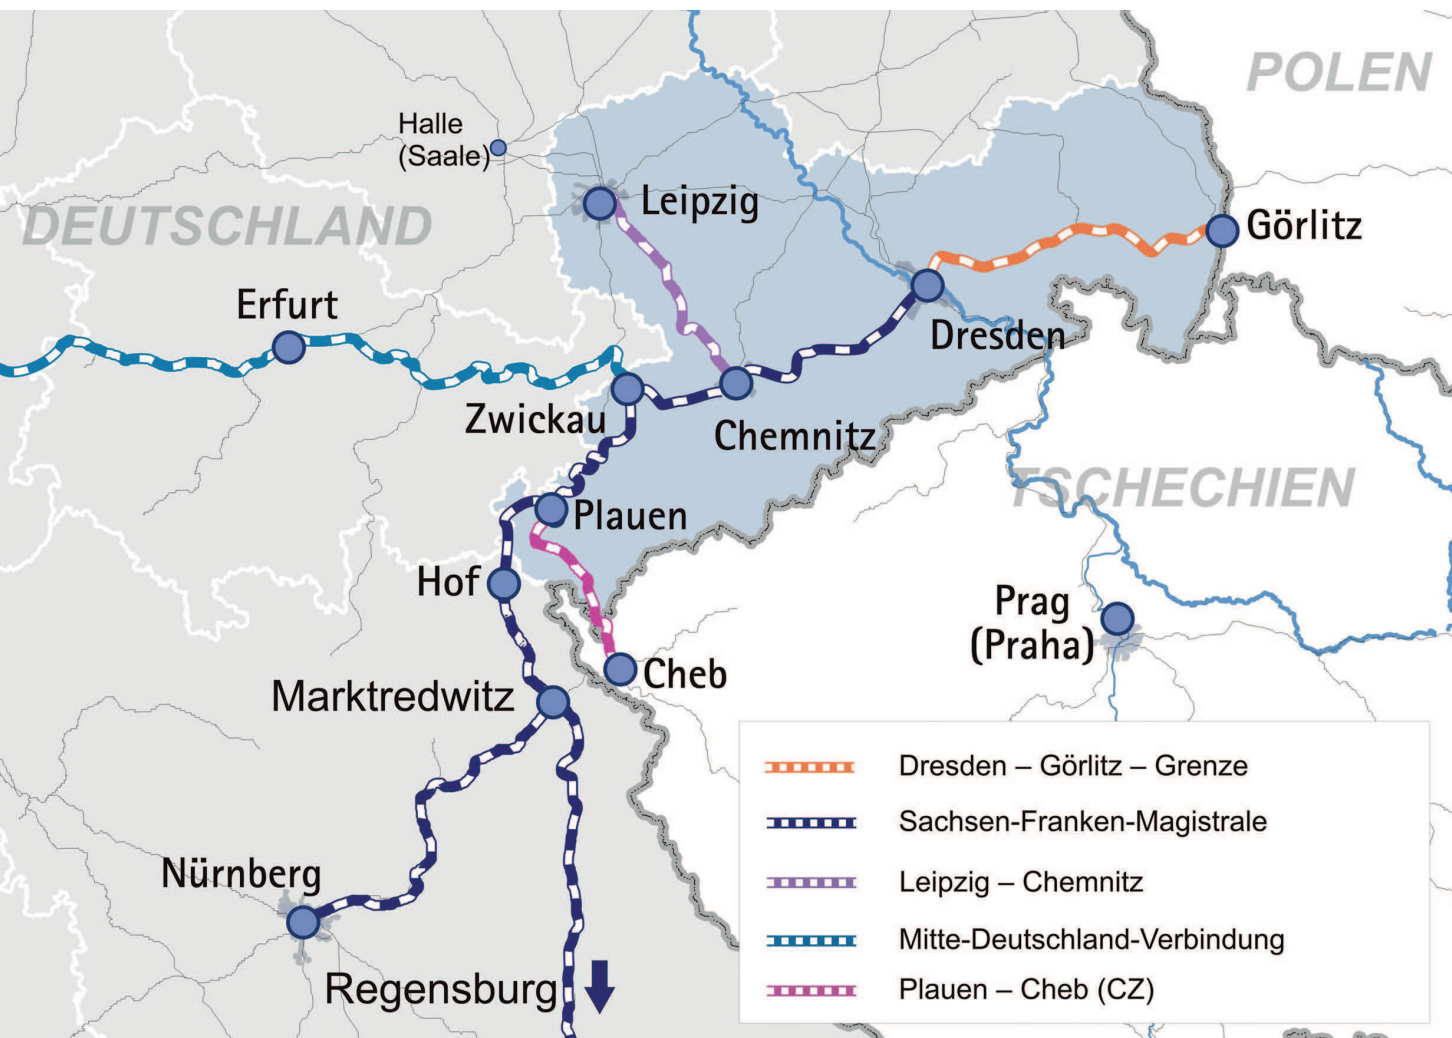 POLEN
Halle
(Saale)
Leipzig
DEUTSCHLAND
Görlitz
Erfurt
Dresden
Zwickau
Chemnitz
TSCHECHIEN
Plauen
Hof
Prag
(Praha)
Cheb
Marktredwitz
Dresden – Görlitz – Grenze
Sachsen-Franken-Magistrale
Nürnberg
Leipzig – Chemnitz
Mitte-Deutschland-Verbindung
Regensburg
Plauen – Cheb (CZ)